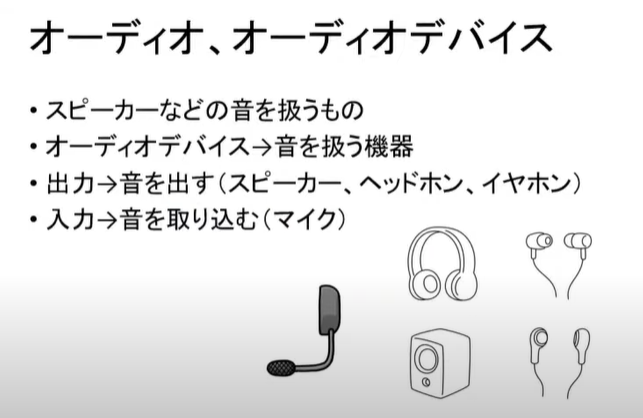 オーディオ、オーディオデバイス
• スピーカーなどの音を扱うもの
• オーディオデバイス→音を扱う機器
• 出力→音を出す(スピーカー、ヘッドホン、イヤホン)
• 入力→音を取り込む(マイク)